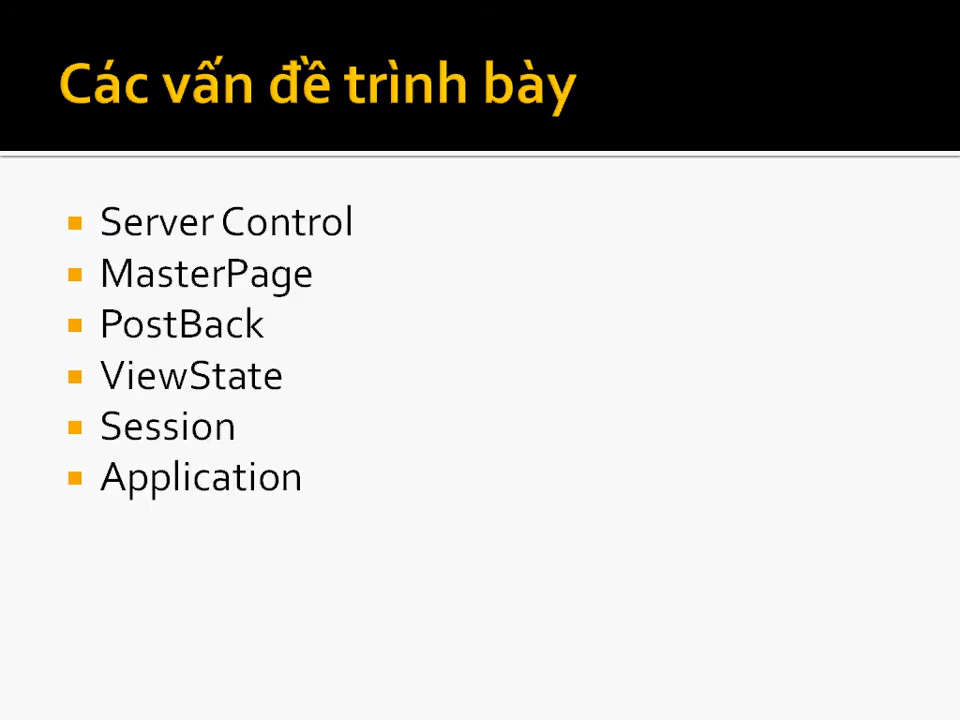 Các vấn đề trình bày
Server Control
MasterPage
PostBack
ViewState
Session
Application